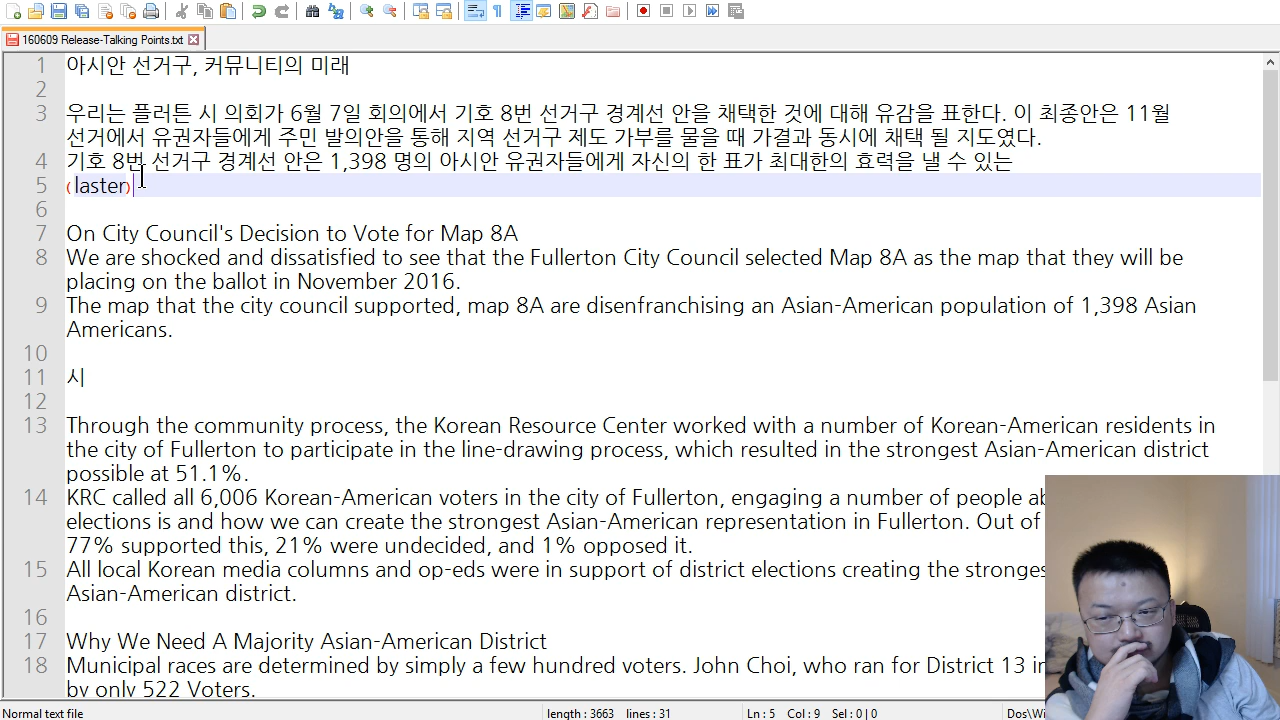 160609 Release-Talking Points.txt
1 아시안 선거구, 커뮤니티의 미래
2
3 우리는 플러튼 시 의회가 6월 7일 회의에서 기호 8번 선거구 경계선 안을 채택한 것에 대해 유감을 표한다. 이 최종안은 11월
선거에서 유권자들에게 주민 발의안을 통해 지역 선거구 제도 가부를 물을 때 가결과 동시에 채택 될 지도였다.
4 기호 8번 선거구 경계선 안은 1,398 명의 아시안 유권자들에게 자신의 한 표가 최대한의 효력을 낼 수 있는
5 (laster)
6
7 On City Council's Decision to Vote for Map 8A
8 We are shocked and dissatisfied to see that the Fullerton City Council selected Map 8A as the map that they will be
placing on the ballot in November 2016.
9 The map that the city council supported, map 8A are disenfranchising an Asian-American population of 1,398 Asian
Americans.
10
11 시
12
13 Through the community process, the Korean Resource Center worked with a number of Korean-American residents in
the city of Fullerton to participate in the line-drawing process, which resulted in the strongest Asian-American district
possible at 51.1%.
14 KRC called all 6,006 Korean-American voters in the city of Fullerton, engaging a number of people
elections is and how we can create the strongest Asian-American representation in Fullerton. Out of
77% supported this, 21% were undecided, and 1% opposed it.
15 All local Korean media columns and op-eds were in support of district elections creating the
Asian-American district.
16
17 Why We Need A Majority Asian-American District
18 Municipal races are determined by simply a few hundred voters. John Choi, who ran for District 13
by only 522 Voters.
Normal text file length : 3663 lines : 31 Ln : 5 Col : 9 Sel : 0 | 0